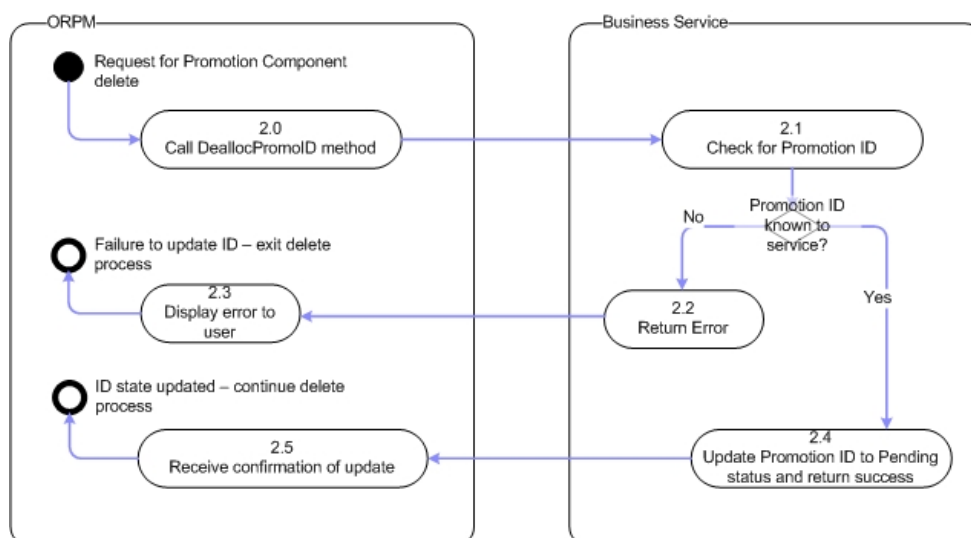 ORPM
Business Service
Request for Promotion Component
delete
2.0
Call DeallocPromoID method
2.1
Check for Promotion ID
Promotion ID
known to
service?
No
Yes
Failure to update ID – exit delete
process
2.3
Display error to
user
2.2
Return Error
ID state updated – continue delete
process
2.5
Receive confirmation of update
2.4
Update Promotion ID to Pending
status and return success